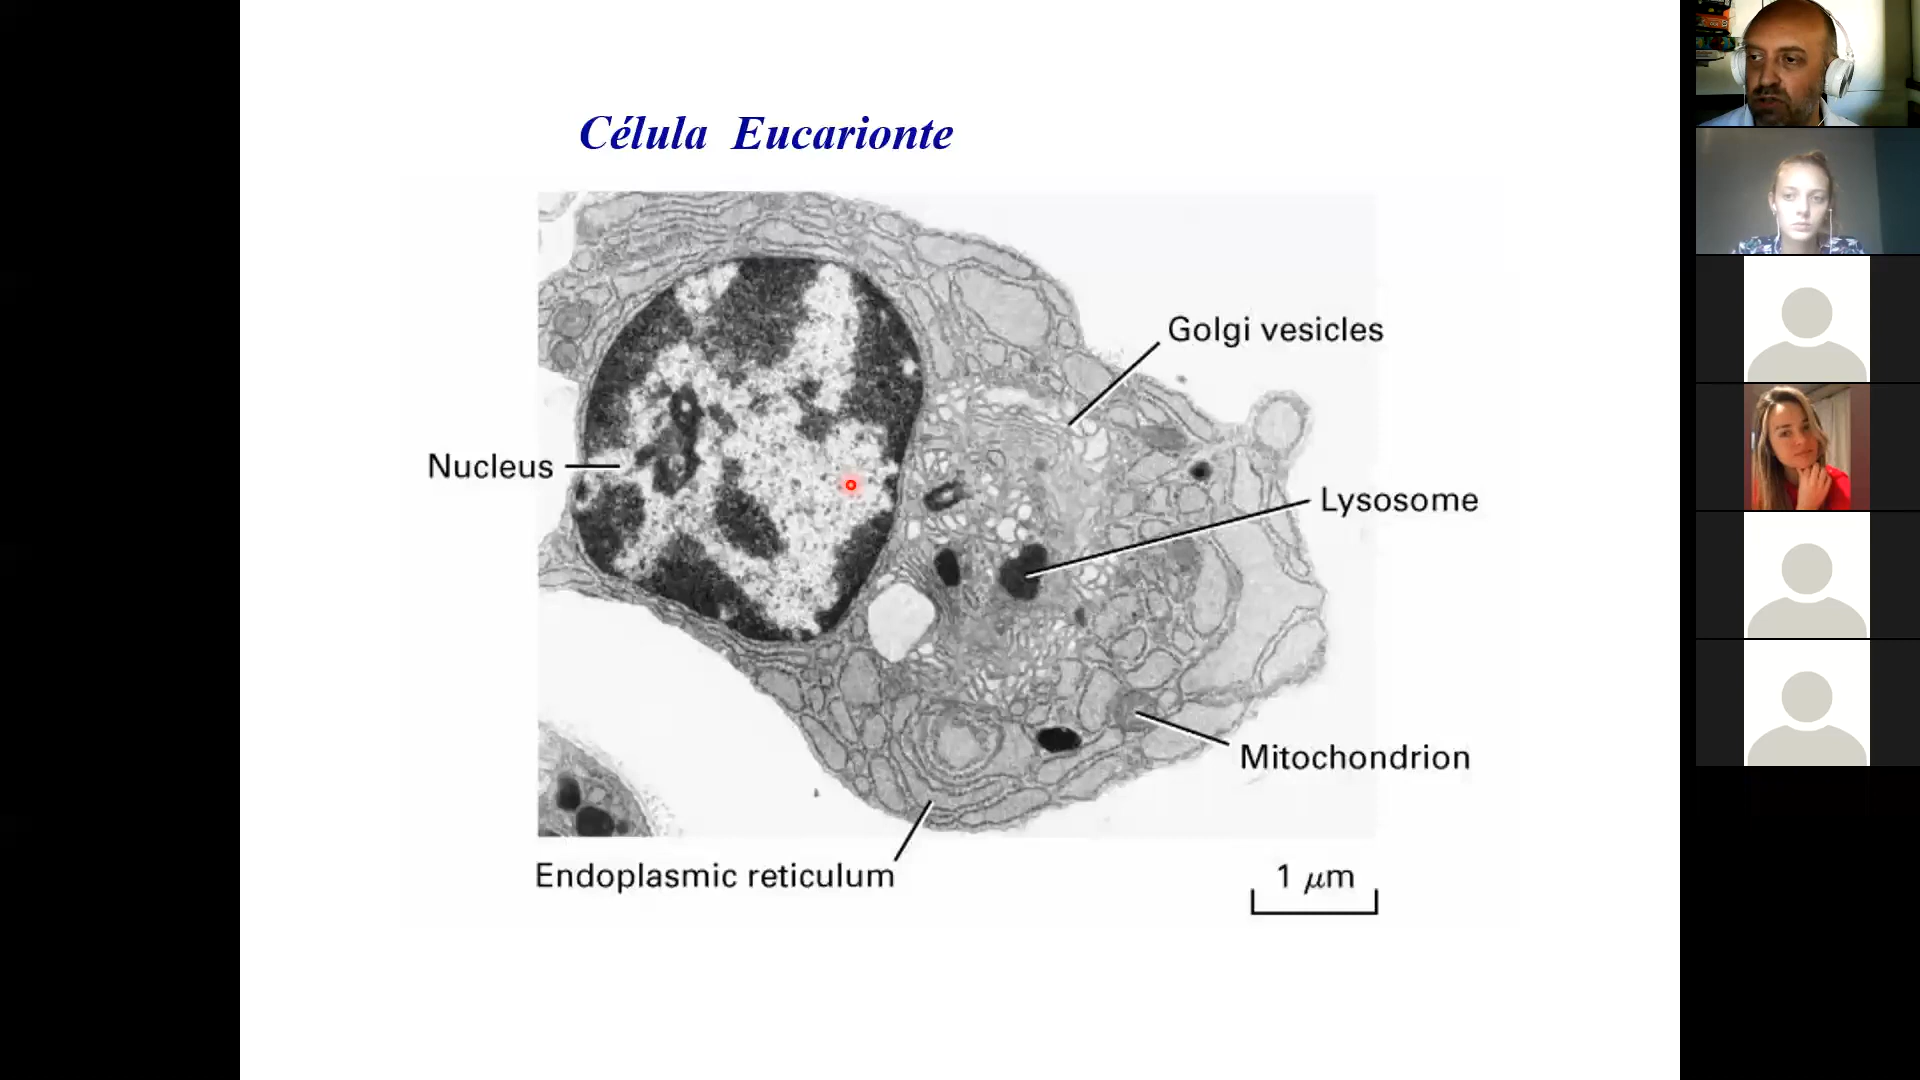 Célula Eucarionte
Golgi vesicles
Nucleus
Lysosome
Mitochondrion
Endoplasmic reticulum
1 μm